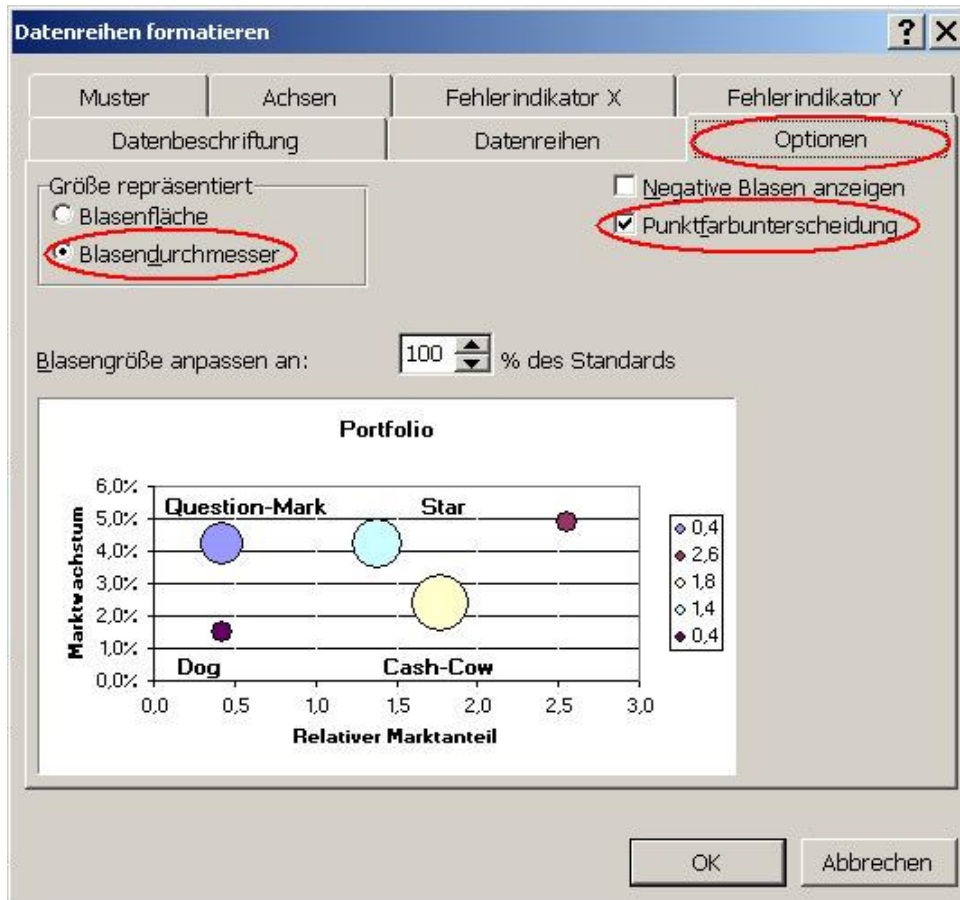 Datenreihen formatieren
Muster Achsen Fehlerindikator X Fehlerindikator Y
Datenbeschriftung Datenreihen Optionen
Größe repräsentiert
Blasenfläche
Blasendurchmesser
Negative Blasen anzeigen
Punktfarbunterscheidung
Blasengröße anpassen an: 100 % des Standards
Portfolio
Marktwachstum
6,0%
5,0%
4,0%
3,0%
2,0%
1,0%
0,0%
Question-Mark Star
Dog Cash-Cow
0,0 0,5 1,0 1,5 2,0 2,5 3,0
Relativer Marktanteil
0,4
2,6
1,8
1,4
0,4
OK Abbrechen